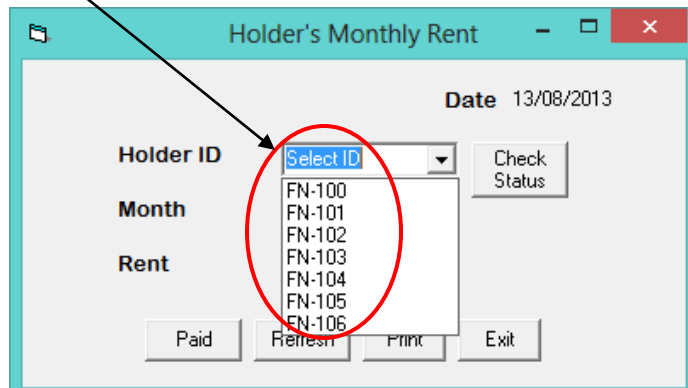 Holder's Monthly Rent
Date 13/08/2013
Holder ID Select ID Check
Status
FN-100
Month FN-101
FN-102
Rent FN-103
FN-104
FN-105
FN-106
Paid Refresh Print Exit